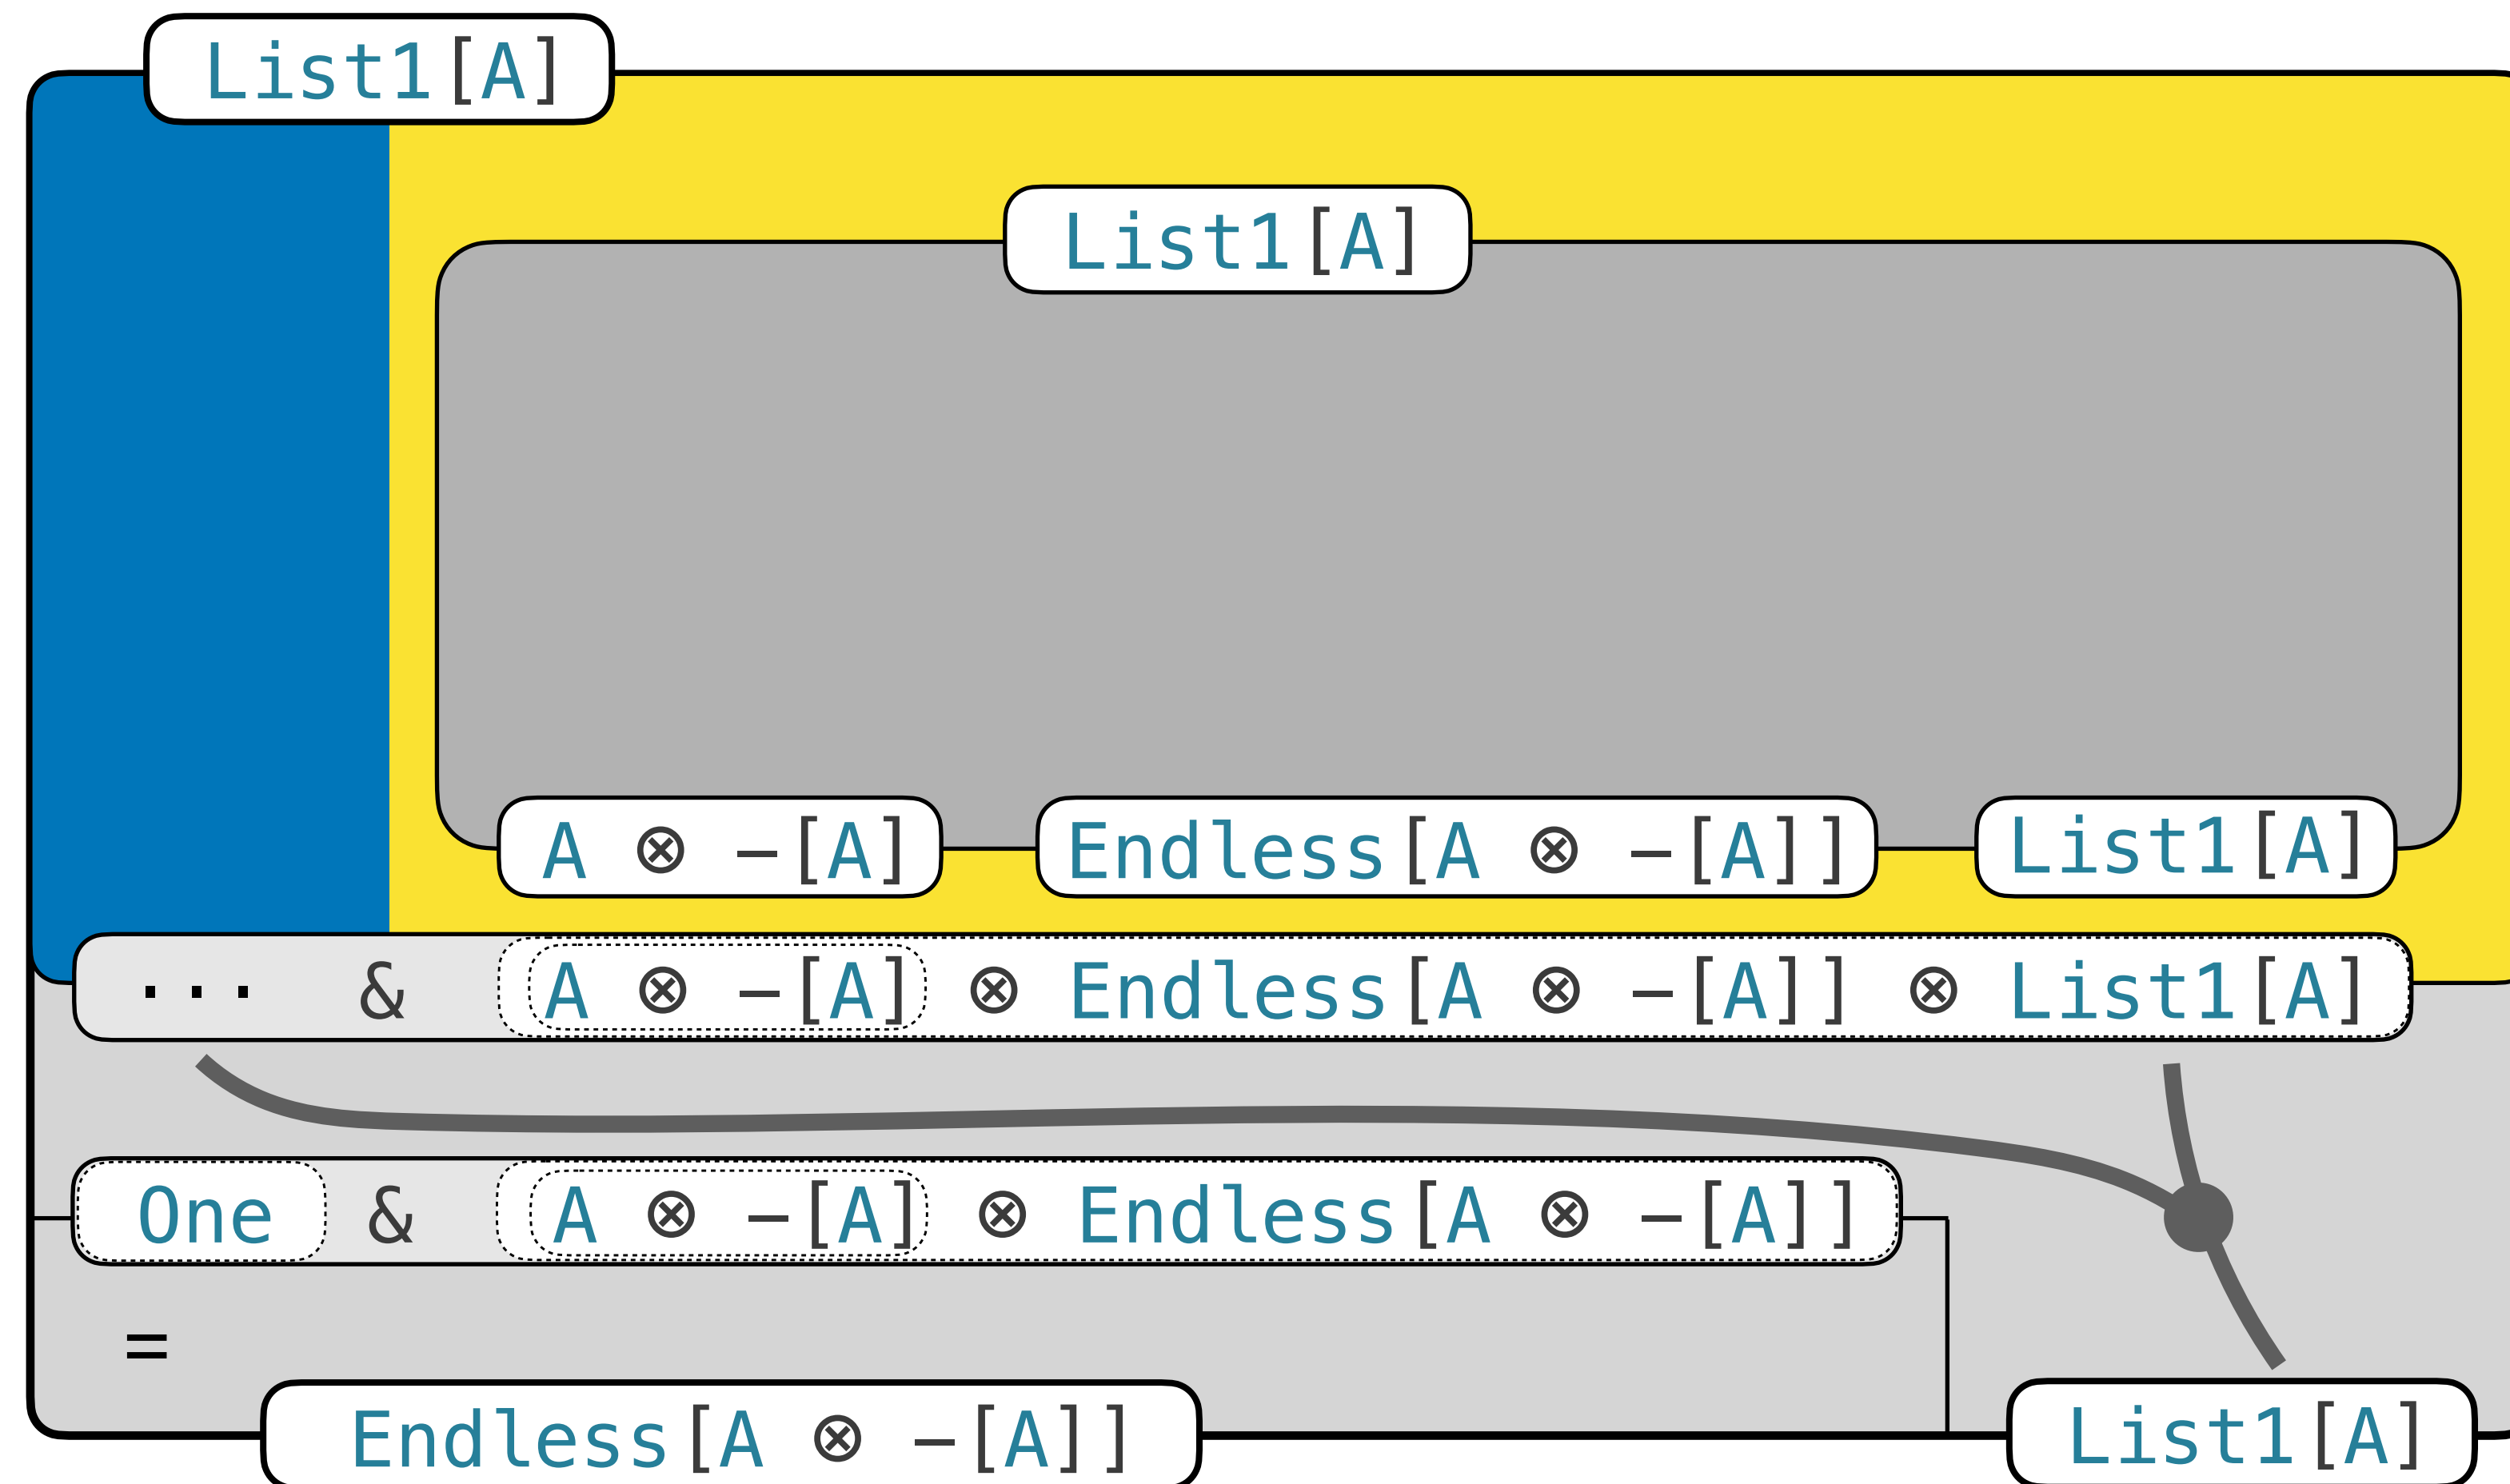 List1[A]
List1[A]
A ⊗ –[A] Endless[A ⊗ –[A]] List1[A]
... & A ⊗ –[A] ⊗ Endless[A ⊗ –[A]] ⊗ List1[A]
One & A ⊗ –[A] ⊗ Endless[A ⊗ –[A]]
=
Endless[A ⊗ –[A]] List1[A]